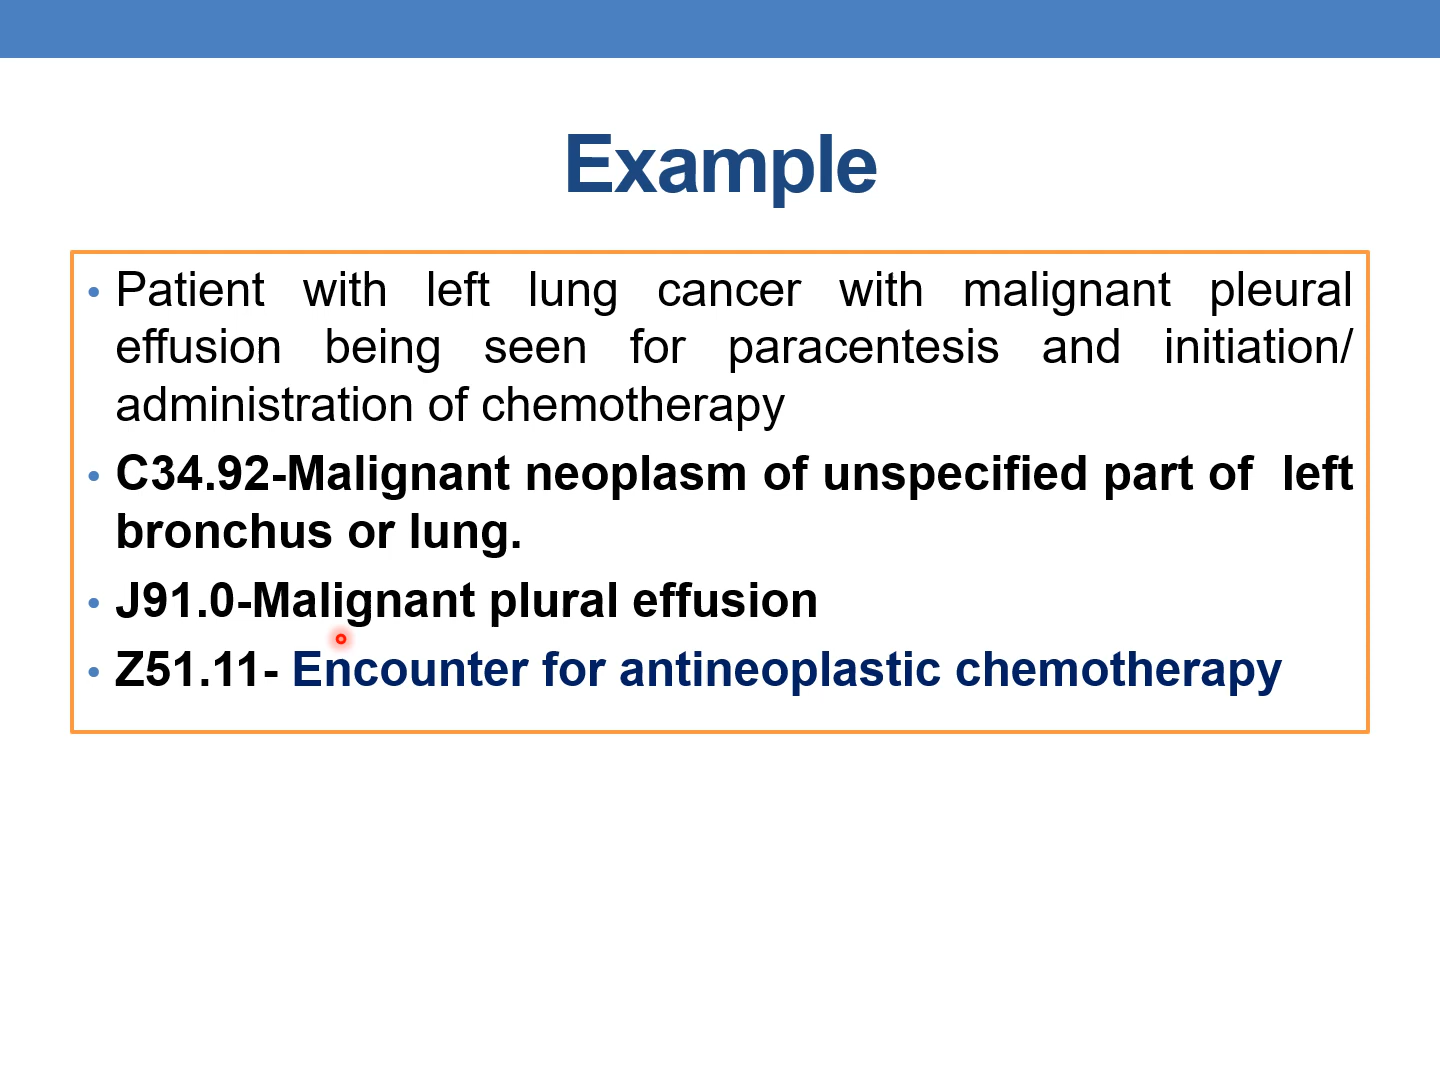 Example
• Patient with left lung cancer with malignant pleural
effusion being seen for paracentesis and initiation/
administration of chemotherapy
• C34.92-Malignant neoplasm of unspecified part of left
bronchus or lung.
• J91.0-Malignant plural effusion
• Z51.11- Encounter for antineoplastic chemotherapy